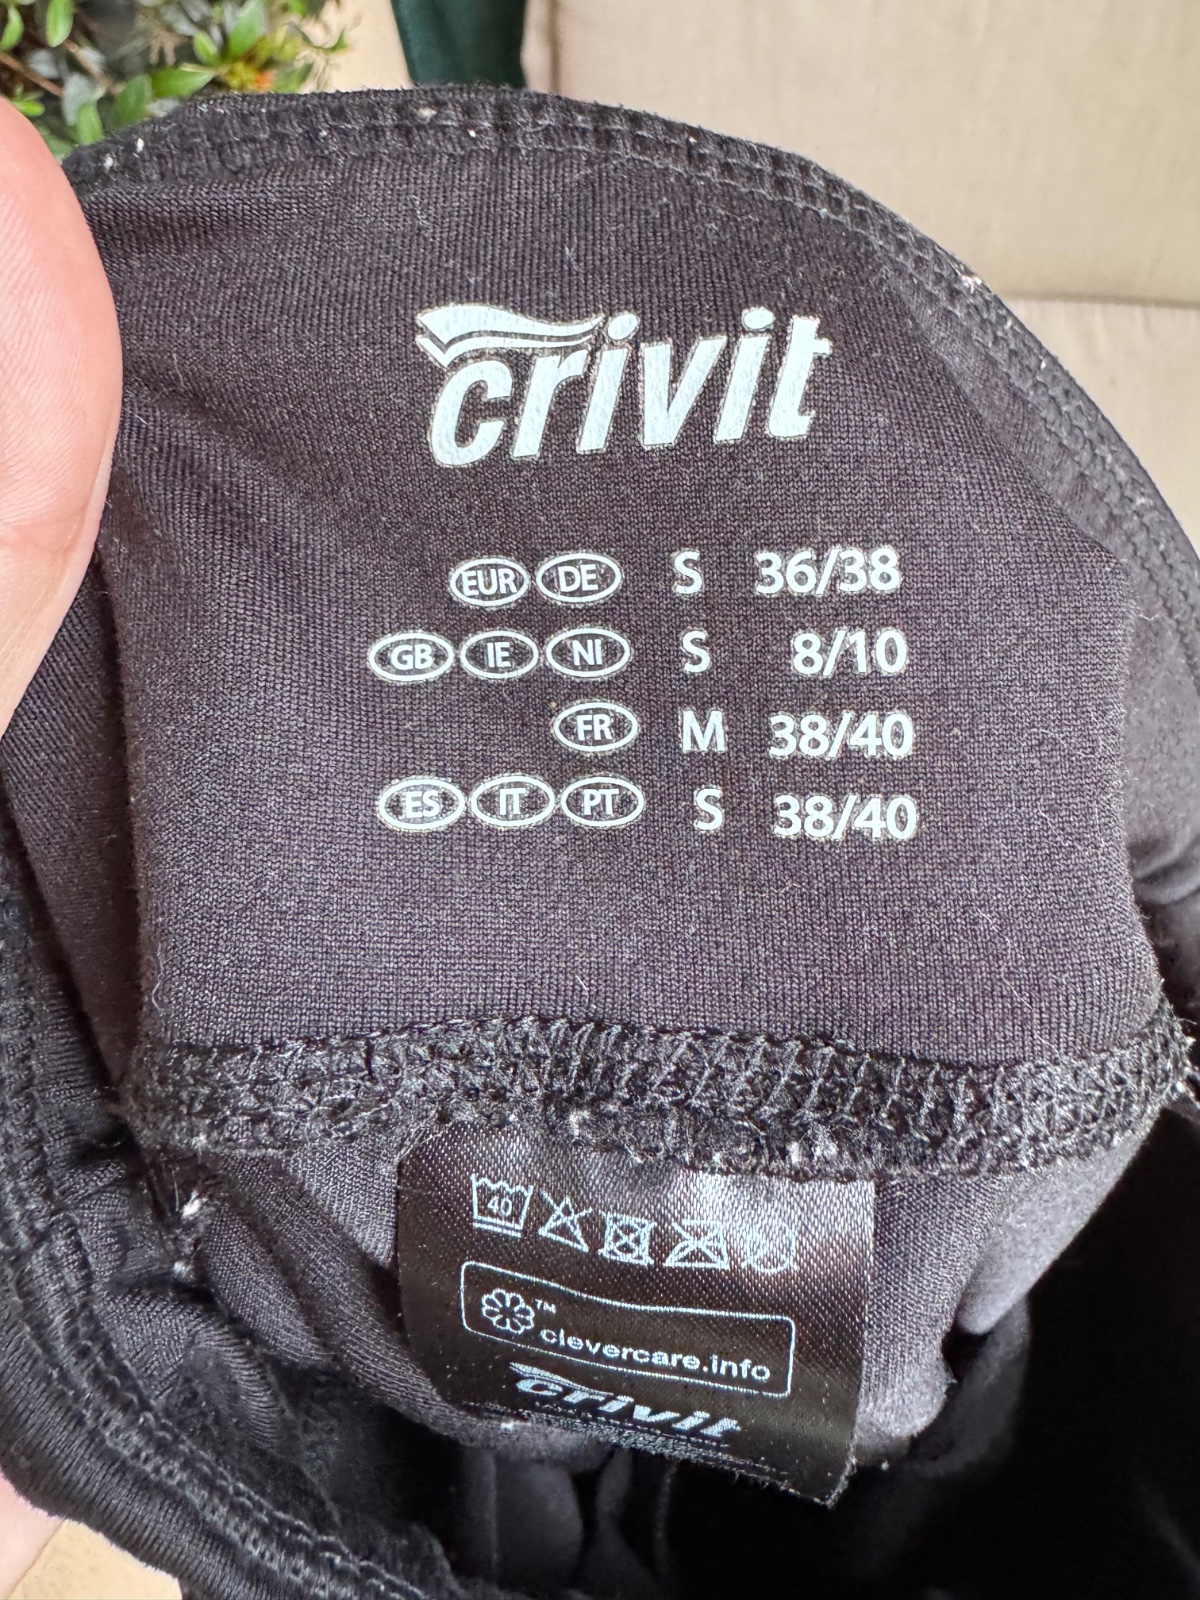 crivit
EUR DE S 36/38
GB IE NI S 8/10
FR M 38/40
ES IT PT S 38/40
40
™
clevercare.info
crivit